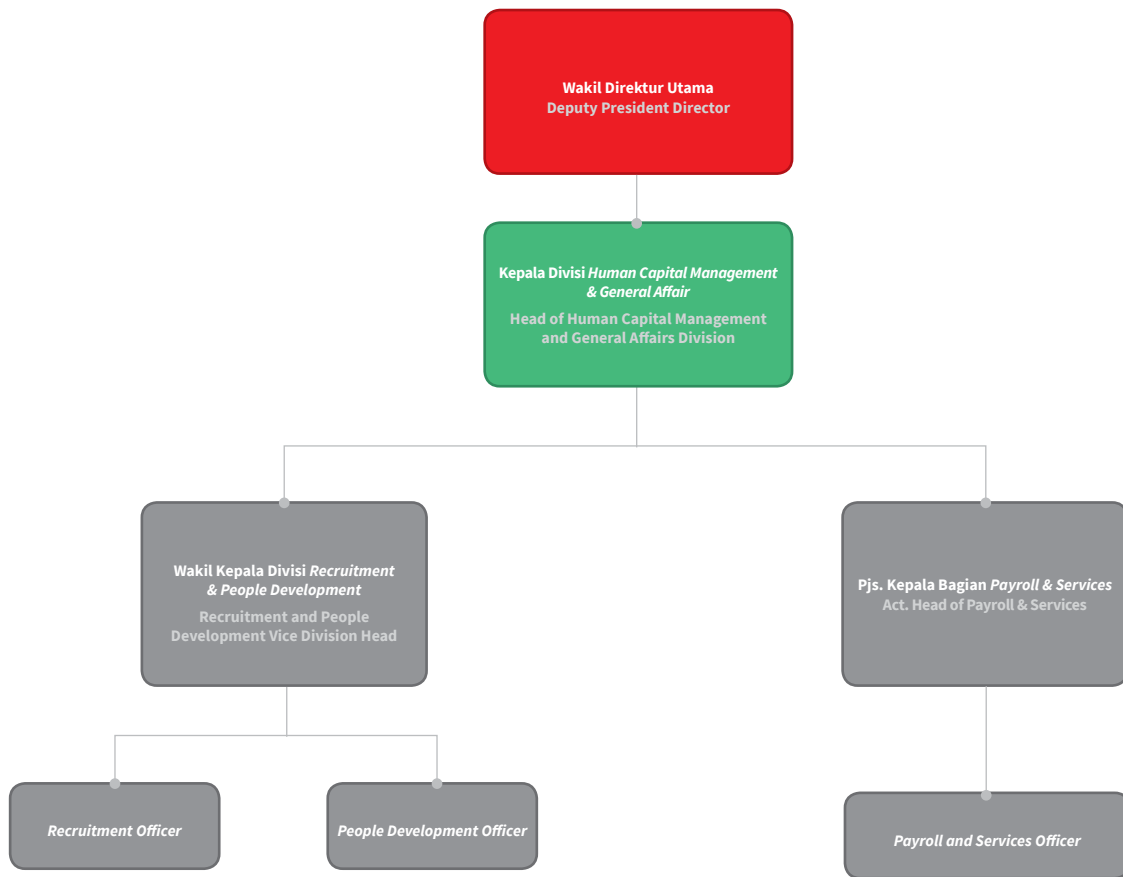 Wakil Direktur Utama
Deputy President Director
Kepala Divisi Human Capital Management
& General Affair
Head of Human Capital Management
and General Affairs Division
Wakil Kepala Divisi Recruitment
& People Development
Recruitment and People
Development Vice Division Head
Pjs. Kepala Bagian Payroll & Services
Act. Head of Payroll & Services
Recruitment Officer
People Development Officer
Payroll and Services Officer